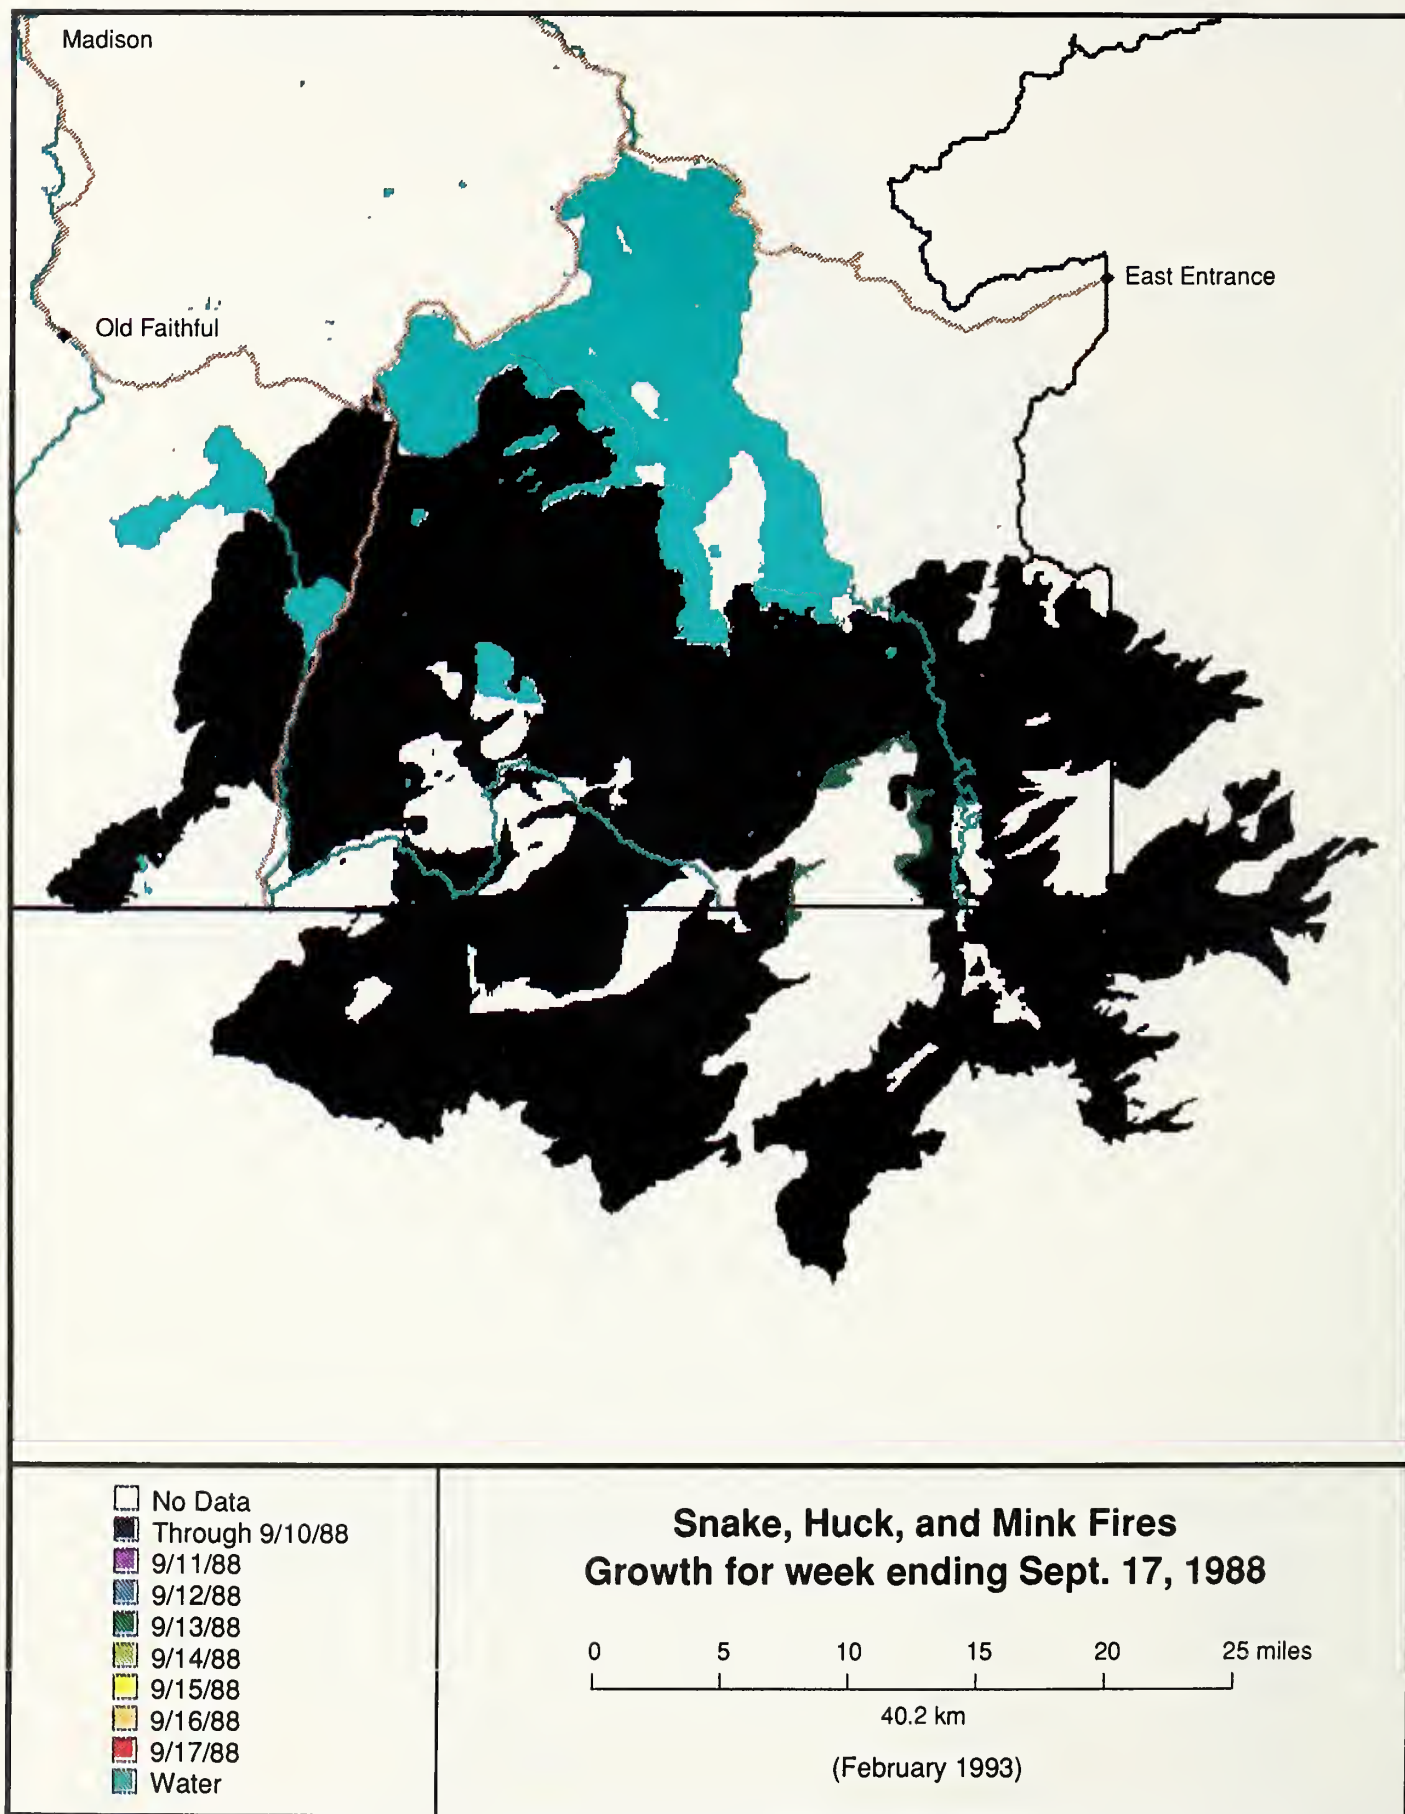 Madison
East Entrance
Old Faithful
No Data
Through 9/10/88
9/11/88
9/12/88
9/13/88
9/14/88
9/15/88
9/16/88
9/17/88
Water
Snake, Huck, and Mink Fires
Growth for week ending Sept. 17, 1988
0 5 10 15 20 25 miles
40.2 km
(February 1993)